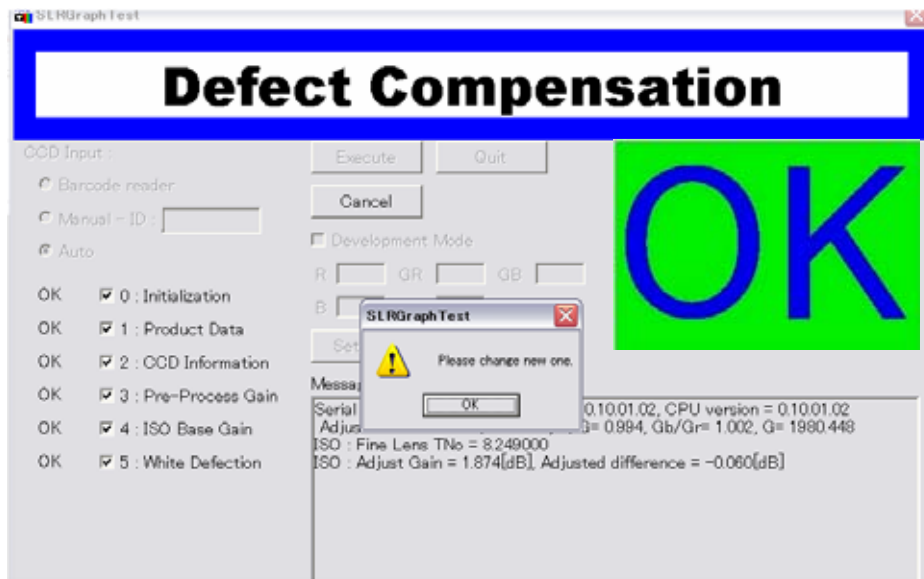 SLRGraphTest
Defect Compensation
CCD Input :
Barcode reader
Manual - ID :
Auto
OK 0 : Initialization
OK 1 : Product Data
OK 2 : CCD Information
OK 3 : Pre-Process Gain
OK 4 : ISO Base Gain
OK 5 : White Defection
Execute Quit
Cancel
Development Mode
R GR GB
B
Set
OK
SLRGraphTest
Please change new one.
OK
Messa
Serial 0.10.01.02, CPU version = 0.10.01.02
Adjus G= 0.994, Gb/Gr= 1.002, G= 1980.448
ISO : Fine Lens TNo = 8.249000
ISO : Adjust Gain = 1.874[dB], Adjusted difference = -0.060[dB]